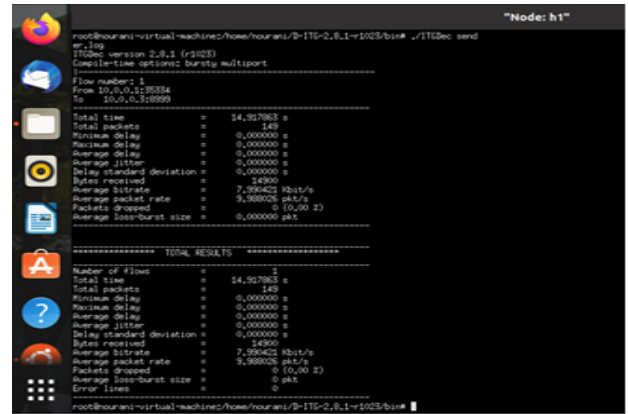 "Node: h1"
root@nourani-virtual-machine:/home/nourani/D-ITG-2.8.1-r1023/bin# ./ITGDec send
er.log
ITGDec version 2.8.1 (r1023)
Compile-time options: bursty multiport
Flow number: 1
From 10.0.0.1:35334
To    10.0.0.3:8999
Total time               =     14.917863 s
Total packets            =           149
Minimum delay            =      0.000000 s
Maximum delay            =      0.000000 s
Average delay            =      0.000000 s
Average jitter           =      0.000000 s
Delay standard deviation =      0.000000 s
Bytes received           =         14900
Average bitrate          =      7.990421 Kbit/s
Average packet rate      =      9.988026 pkt/s
Packets dropped          =             0 (0.00 %)
Average loss-burst size  =      0.000000 pkt
**************** TOTAL RESULTS ******************
Number of flows          =             1
Total time               =     14.917863 s
Total packets            =           149
Minimum delay            =      0.000000 s
Maximum delay            =      0.000000 s
Average delay            =      0.000000 s
Average jitter           =      0.000000 s
Delay standard deviation =      0.000000 s
Bytes received           =         14900
Average bitrate          =      7.990421 Kbit/s
Average packet rate      =      9.988026 pkt/s
Packets dropped          =             0 (0.00 %)
Average loss-burst size  =             0 pkt
Error lines              =             0
root@nourani-virtual-machine:/home/nourani/D-ITG-2.8.1-r1023/bin#